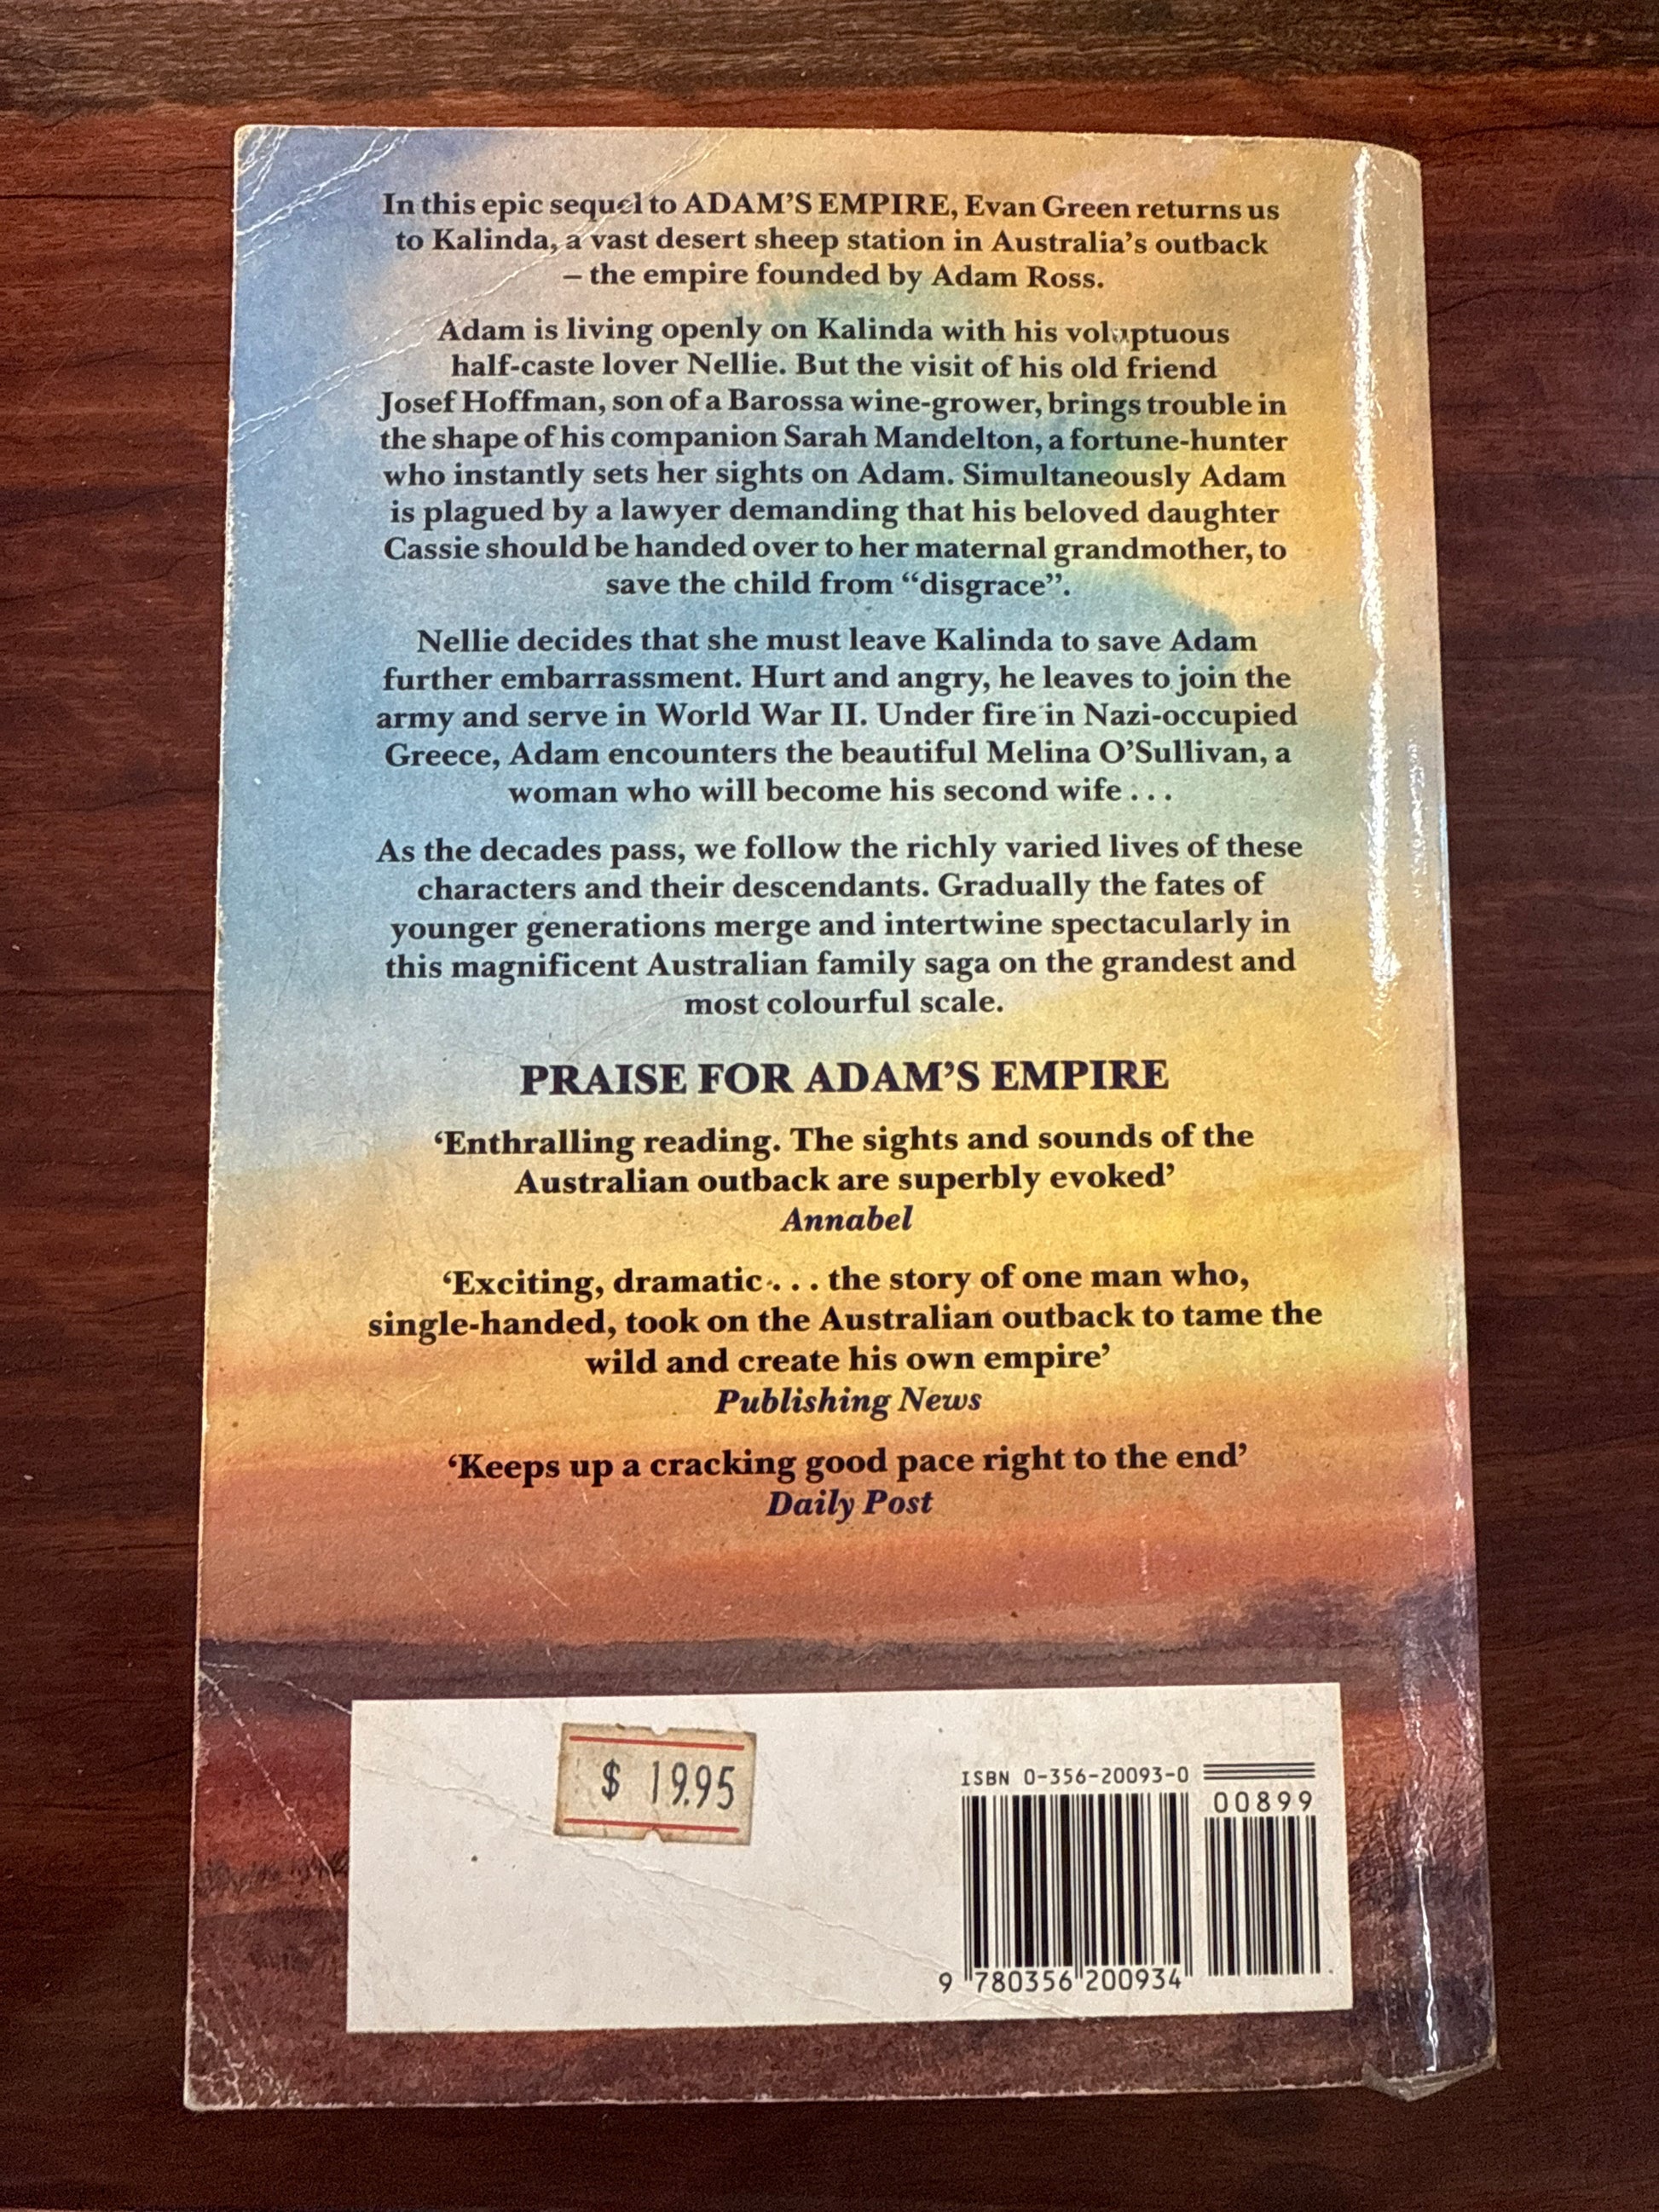 In this epic sequel to ADAM'S EMPIRE, Evan Green returns us
to Kalinda, a vast desert sheep station in Australia's outback
– the empire founded by Adam Ross.
Adam is living openly on Kalinda with his voluptuous
half-caste lover Nellie. But the visit of his old friend
Josef Hoffman, son of a Barossa wine-grower, brings trouble in
the shape of his companion Sarah Mandelton, a fortune-hunter
who instantly sets her sights on Adam. Simultaneously Adam
is plagued by a lawyer demanding that his beloved daughter
Cassie should be handed over to her maternal grandmother, to
save the child from “disgrace”.
Nellie decides that she must leave Kalinda to save Adam
further embarrassment. Hurt and angry, he leaves to join the
army and serve in World War II. Under fire in Nazi-occupied
Greece, Adam encounters the beautiful Melina O'Sullivan, a
woman who will become his second wife . . .
As the decades pass, we follow the richly varied lives of these
characters and their descendants. Gradually the fates of
younger generations merge and intertwine spectacularly in
this magnificent Australian family saga on the grandest and
most colourful scale.
PRAISE FOR ADAM'S EMPIRE
‘Enthralling reading. The sights and sounds of the
Australian outback are superbly evoked’
Annabel
‘Exciting, dramatic . . . the story of one man who,
single-handed, took on the Australian outback to tame the
wild and create his own empire’
Publishing News
‘Keeps up a cracking good pace right to the end’
Daily Post
$ 19.95
ISBN 0-356-20093-0
00899
9 780356 200934